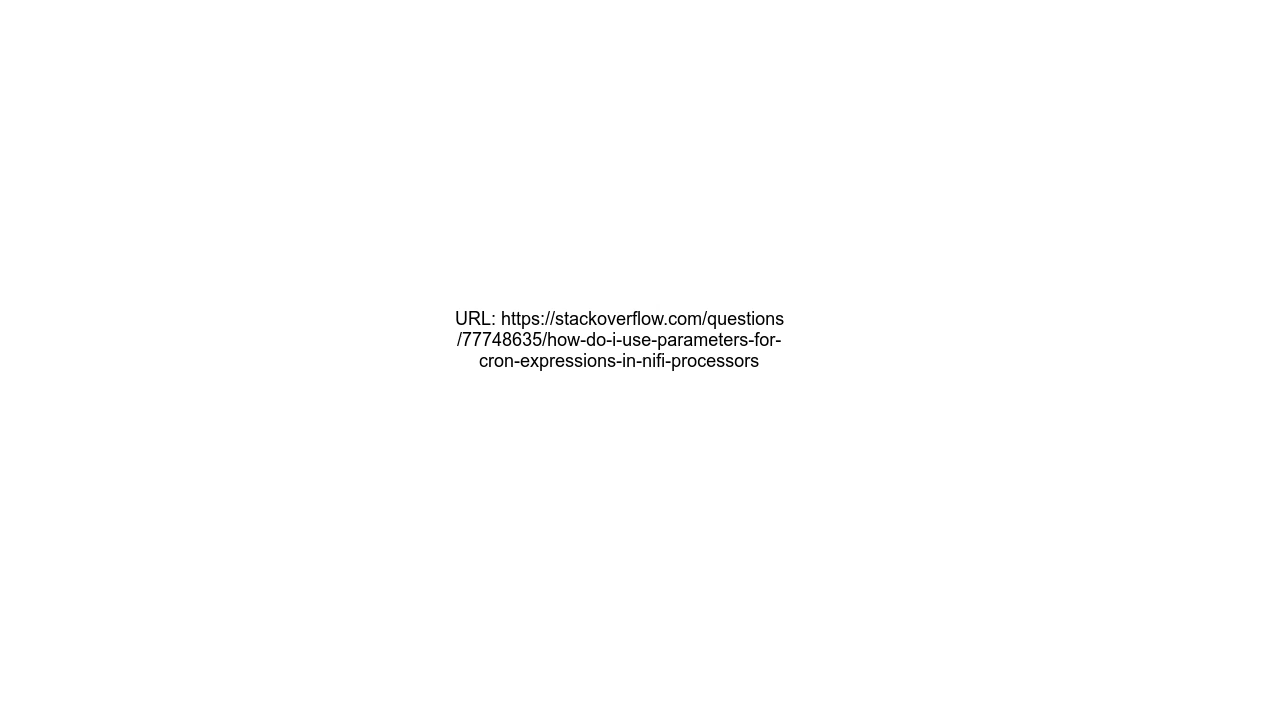 URL: https://stackoverflow.com/questions
/77748635/how-do-i-use-parameters-for-
cron-expressions-in-nifi-processors